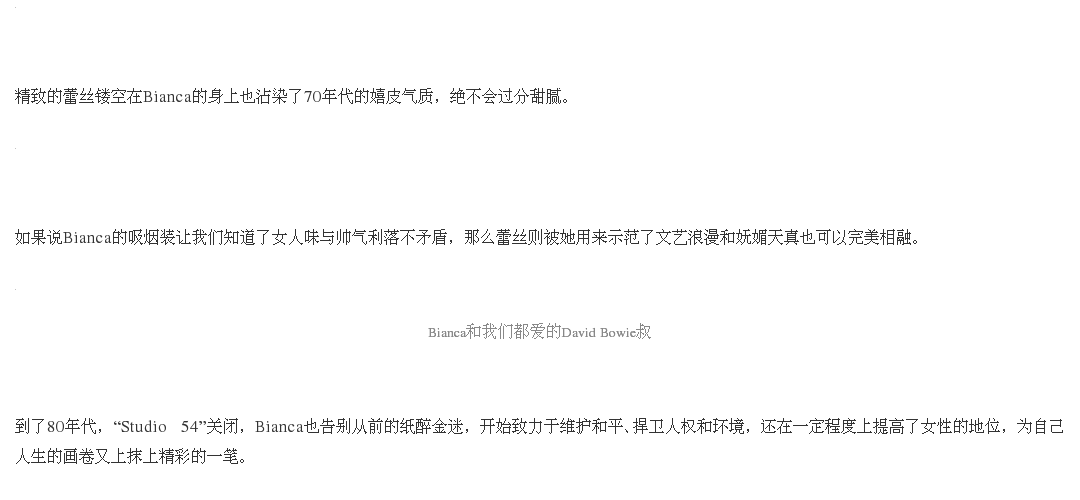 精致的蕾丝镂空在Bianca的身上也沾染了70年代的嬉皮气质，绝不会过分甜腻。
如果说Bianca的吸烟装让我们知道了女人味与帅气利落不矛盾，那么蕾丝则被她用来示范了文艺浪漫和妩媚天真也可以完美相融。
Bianca和我们都爱的David Bowie叔
到了80年代，“Studio 54”关闭，Bianca也告别从前的纸醉金迷，开始致力于维护和平、捍卫人权和环境，还在一定程度上提高了女性的地位，为自己
人生的画卷又上抹上精彩的一笔。